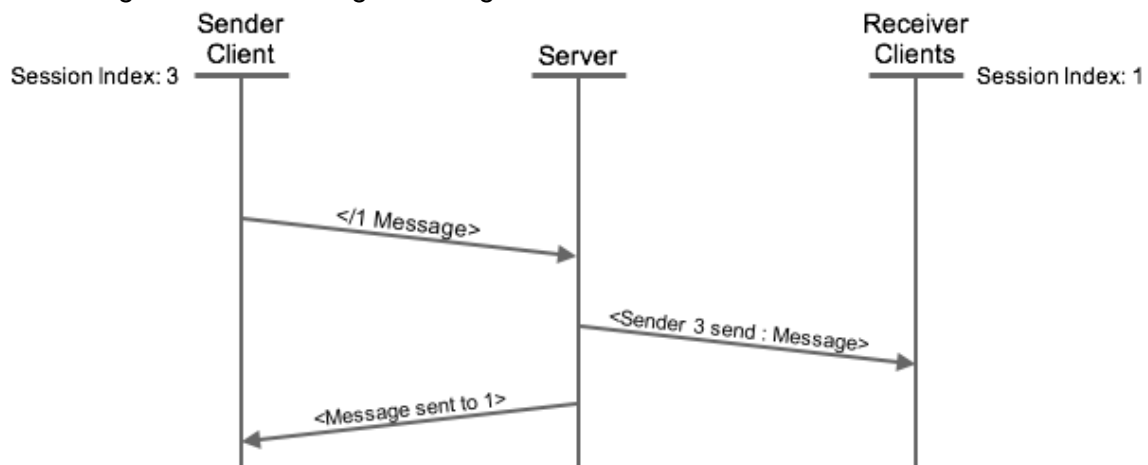 Sender
Client
Server
Receiver
Clients
Session Index: 3
Session Index: 1
</1 Message>
<Sender 3 send : Message>
<Message sent to 1>